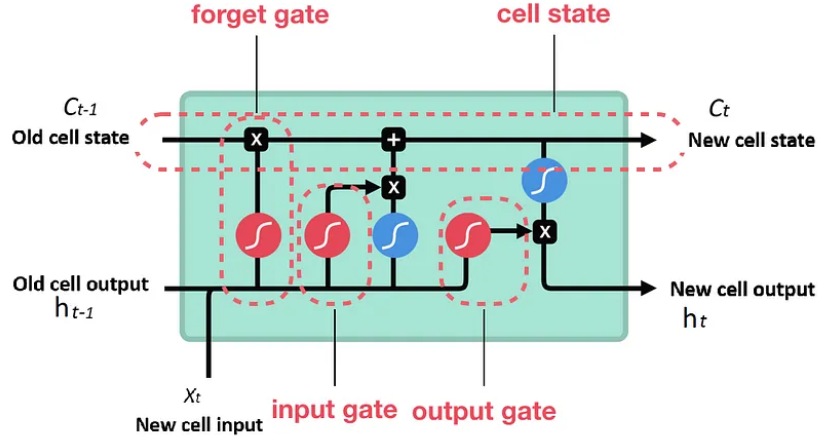 forget gate
cell state
Ct-1
Ct
Old cell state
New cell state
X
+
X
X
Old cell output
New cell output
ht-1
ht
Xt
New cell input
input gate
output gate